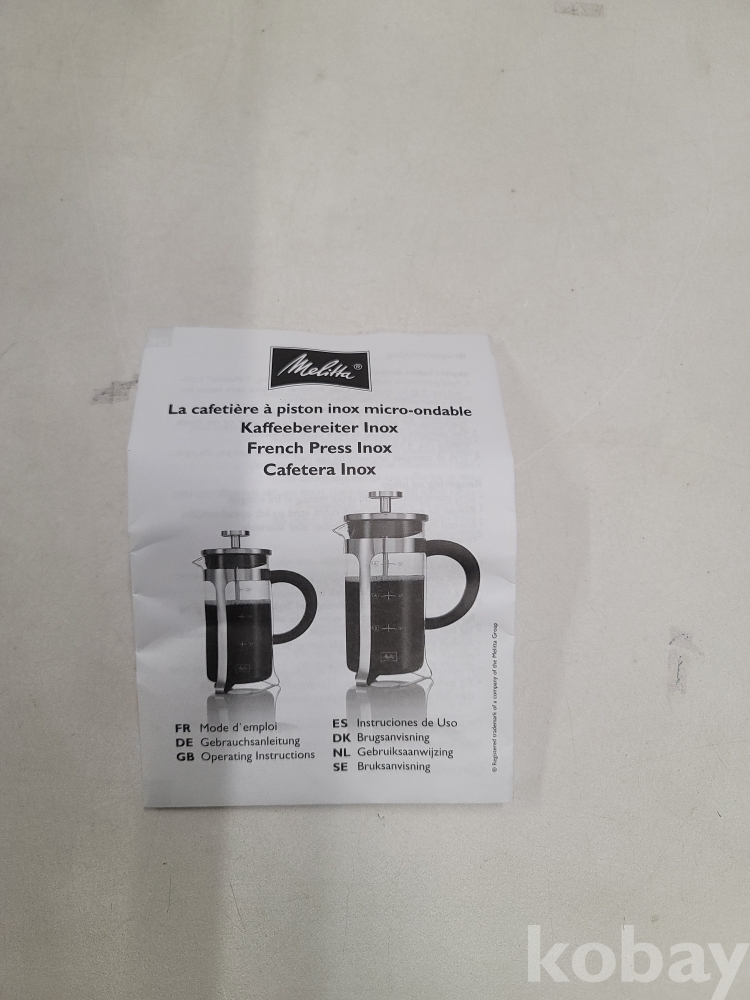 Melitta®
La cafetière à piston inox micro-ondable
Kaffeebereiter Inox
French Press Inox
Cafetera Inox
FR Mode d'emploi
DE Gebrauchsanleitung
GB Operating Instructions
ES Instruciones de Uso
DK Brugsanvisning
NL Gebruiksaanwijzing
SE Bruksanvisning
® Registered trademark of a company of the Melitta Group
kobay